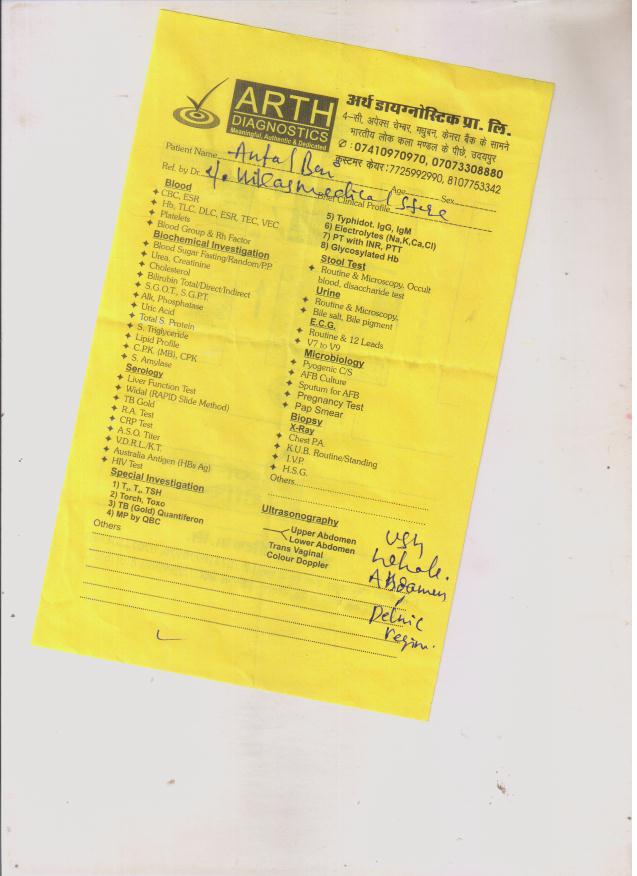 ARTH
DIAGNOSTICS
Meaningful, Authentic & Dedicated
अर्थ डायग्नोस्टिक प्रा. लि.
4-सी, अपेक्स चेम्बर, मधुबन, केनरा बैंक के सामने
भारतीय लोक कला मण्डल के पीछे, उदयपुर
✆ : 07410970970, 07073308880
कस्टमर केयर : 7725992990, 8107753342
Patient Name
Age Sex
Ref. by Dr. medical Brief Clinical Profile
Blood
✦ CBC, ESR
✦ Hb, TLC, DLC, ESR, TEC, VEC
✦ Platelets
✦ Blood Group & Rh Factor
Biochemical Investigation
✦ Blood Sugar Fasting/Random/PP
✦ Urea, Creatinine
✦ Cholesterol
✦ Bilirubin Total/Direct/Indirect
✦ S.G.O.T., S.G.P.T.
✦ Alk, Phosphatase
✦ Uric Acid
✦ Total S. Protein
✦ S. Triglyceride
✦ Lipid Profile
✦ C.P.K. (MB), CPK
✦ S. Amylase
Serology
✦ Liver Function Test
✦ Widal (RAPID Slide Method)
✦ TB Gold
✦ R.A. Test
✦ CRP Test
✦ A.S.O. Titer
✦ V.D.R.L./K.T.
✦ Australia Antigen (HBs Ag)
✦ HIV Test
Special Investigation
1) T₃, T₄, TSH
2) Torch, Toxo
3) TB (Gold) Quantiferon
4) MP by QBC
Others
5) Typhidot. IgG, IgM
6) Electrolytes (Na,K,Ca,Cl)
7) PT with INR, PTT
8) Glycosylated Hb
Stool Test
✦ Routine & Microscopy, Occult
blood, disaccharide test
Urine
✦ Routine & Microscopy,
✦ Bile salt, Bile pigment
E.C.G.
✦ Routine & 12 Leads
✦ V7 to V9
Microbiology
✦ Pyogenic C/S
✦ AFB Culture
✦ Sputum for AFB
✦ Pregnancy Test
✦ Pap Smear
Biopsy
X-Ray
✦ Chest P.A.
✦ K.U.B. Routine/Standing
✦ I.V.P.
✦ H.S.G.
Others
Ultrasonography
Upper Abdomen
Lower Abdomen
Trans Vaginal
Colour Doppler
USG
whole.
Abdomen
Pelvic
region.